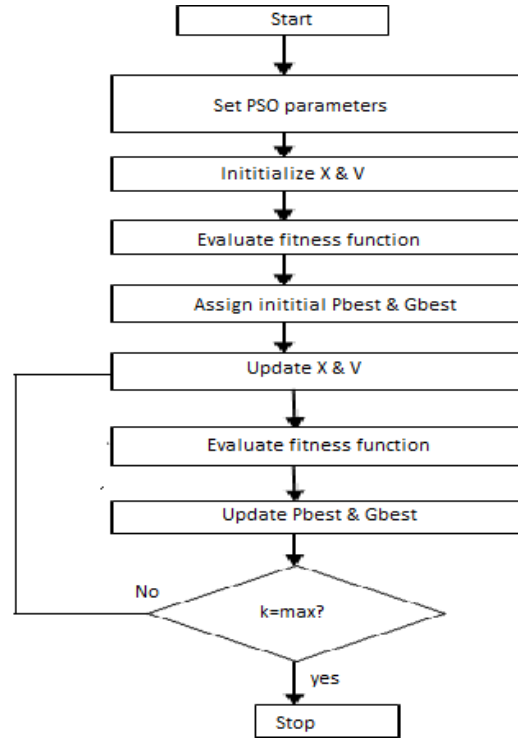 Start
Set PSO parameters
Inititialize X & V
Evaluate fitness function
Assign inititial Pbest & Gbest
Update X & V
Evaluate fitness function
Update Pbest & Gbest
No
k=max?
yes
Stop